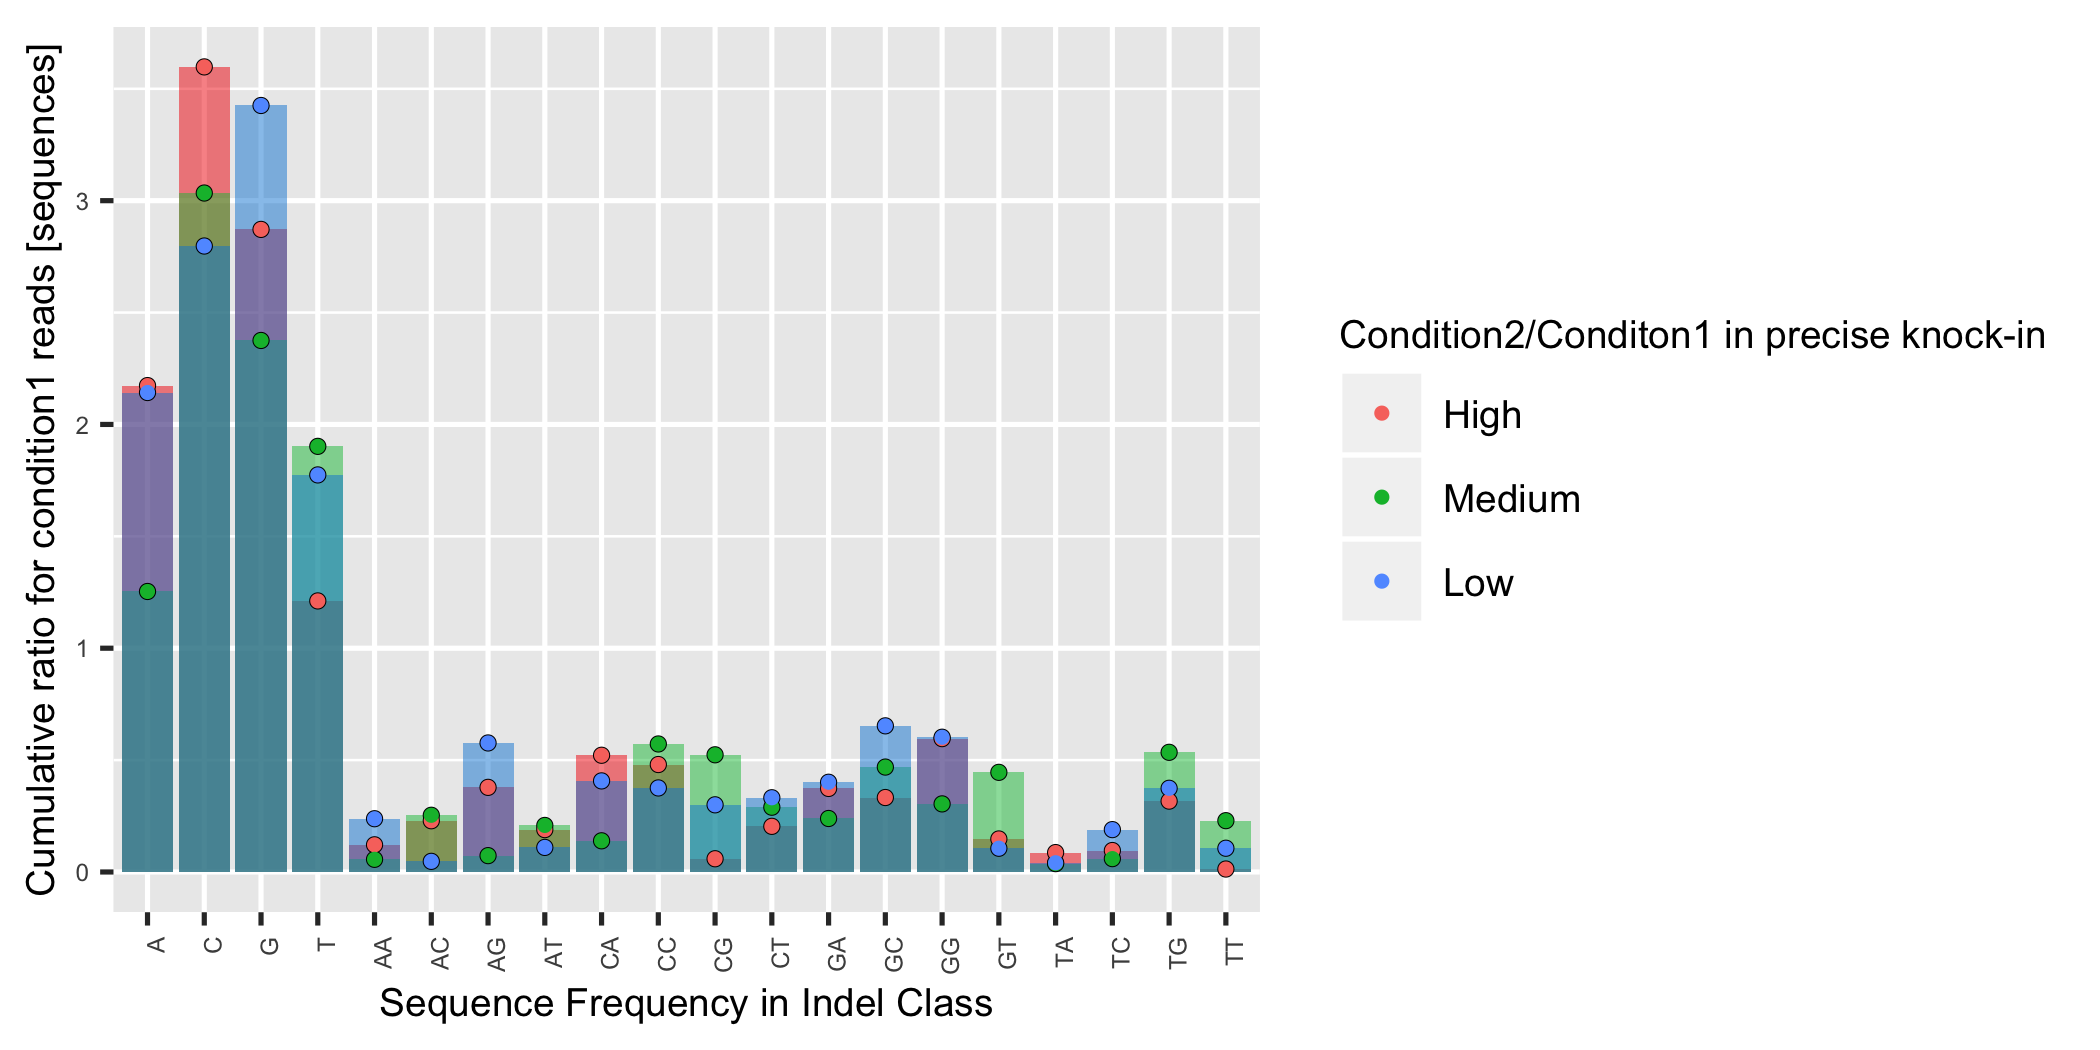 Cumulative ratio for condition1 reads [sequences]
3
2
1
0
A C G T AA AC AG AT CA CC CG CT GA GC GG GT TA TC TG TT
Sequence Frequency in Indel Class
Condition2/Conditon1 in precise knock-in
High
Medium
Low